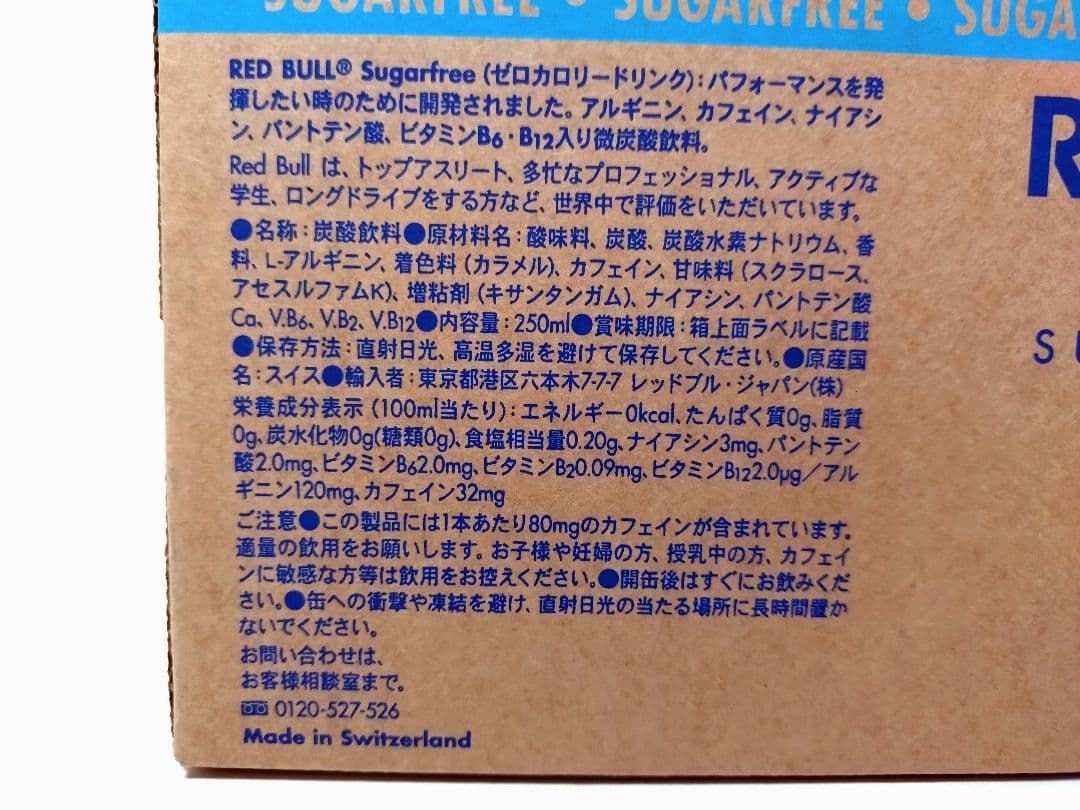 SUGARFREE • SUGARFREE • SUGA
RED BULL® Sugarfree (ゼロカロリードリンク):パフォーマンスを発
揮したい時のために開発されました。アルギニン、カフェイン、ナイアシ
ン、パントテン酸、ビタミンB6・B12入り微炭酸飲料。
Red Bull は、トップアスリート、多忙なプロフェッショナル、アクティブな
学生、ロングドライブをする方など、世界中で評価をいただいています。
●名称:炭酸飲料●原材料名:酸味料、炭酸、炭酸水素ナトリウム、香
料、L-アルギニン、着色料(カラメル)、カフェイン、甘味料(スクラロース、
アセスルファムK)、増粘剤(キサンタンガム)、ナイアシン、パントテン酸
Ca、V.B6、V.B2、V.B12●内容量:250ml●賞味期限:箱上面ラベルに記載
●保存方法:直射日光、高温多湿を避けて保存してください。●原産国
名:スイス●輸入者:東京都港区六本木7-7-7 レッドブル・ジャパン(株)
栄養成分表示(100ml当たり):エネルギー0kcal、たんぱく質0g、脂質
0g、炭水化物0g(糖類0g)、食塩相当量0.20g、ナイアシン3mg、パントテン
酸2.0mg、ビタミンB62.0mg、ビタミンB20.09mg、ビタミンB122.0μg/アル
ギニン120mg、カフェイン32mg
ご注意●この製品には1本あたり80mgのカフェインが含まれています。
適量の飲用をお願いします。お子様や妊婦の方、授乳中の方、カフェイ
ンに敏感な方等は飲用をお控えください。●開缶後はすぐにお飲みくだ
さい。●缶への衝撃や凍結を避け、直射日光の当たる場所に長時間置か
ないでください。
お問い合わせは、
お客様相談室まで。
0120-527-526
Made in Switzerland
R
SU